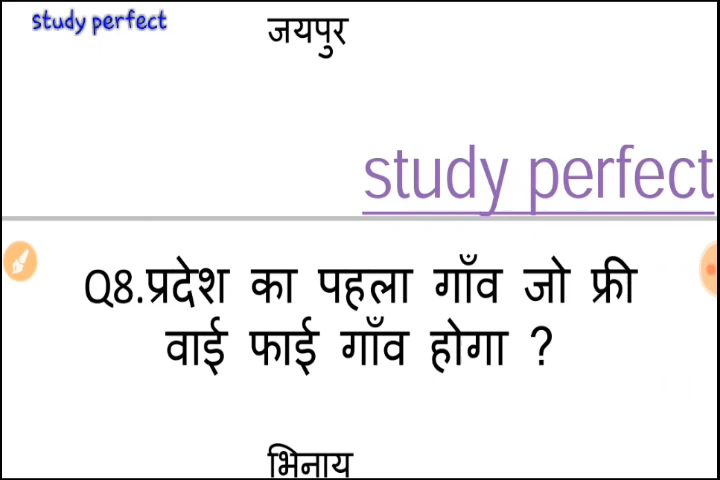 study perfect
जयपुर
study perfect
Q8.प्रदेश का पहला गाँव जो फ्री
वाई फाई गाँव होगा ?
भिनाय